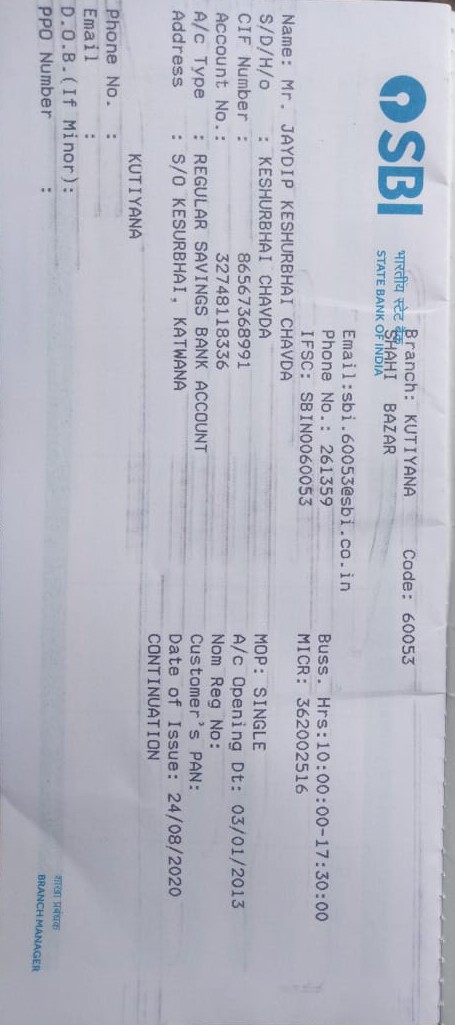 SBI
भारतीय स्टेट बैंक
STATE BANK OF INDIA
Branch: KUTIYANA Code: 60053
SHAHI BAZAR
Email:sbi.60053@sbi.co.in
Phone No.: 261359 Buss. Hrs:10:00:00-17:30:00
IFSC: SBIN0060053 MICR: 362002516
Name: Mr. JAYDIP KESHURBHAI CHAVDA
S/D/H/o : KESHURBHAI CHAVDA MOP: SINGLE
CIF Number : 86567368991 A/c Opening Dt: 03/01/2013
Account No.: 32748118336 Nom Reg No:
A/c Type : REGULAR SAVINGS BANK ACCOUNT Customer's PAN:
Address : S/O KESURBHAI, KATWANA Date of Issue: 24/08/2020
CONTINUATION
KUTIYANA
Phone No. :
Email :
D.O.B.(If Minor):
PPO Number :
शाखा प्रबंधक
BRANCH MANAGER